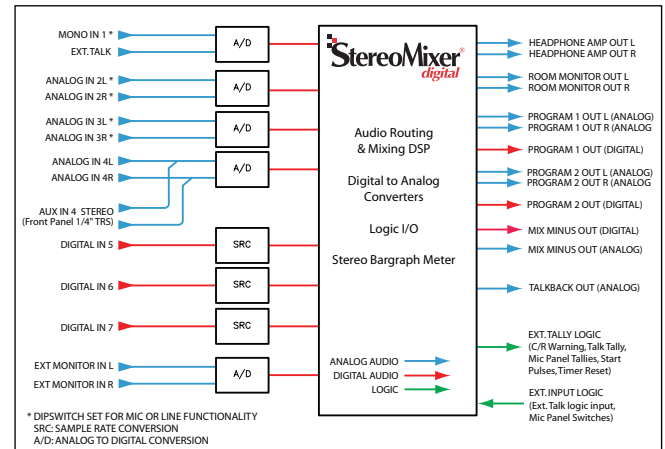 MONO IN 1 *
EXT. TALK
A/D
ANALOG IN 2L *
ANALOG IN 2R *
A/D
ANALOG IN 3L *
ANALOG IN 3R *
A/D
ANALOG IN 4L
ANALOG IN 4R
A/D
AUX IN 4 STEREO
(Front Panel 1/4" TRS)
DIGITAL IN 5
SRC
DIGITAL IN 6
SRC
DIGITAL IN 7
SRC
EXT MONITOR IN L
EXT MONITOR IN R
A/D
* DIPSWITCH SET FOR MIC OR LINE FUNCTIONALITY
SRC: SAMPLE RATE CONVERSION
A/D: ANALOG TO DIGITAL CONVERSION
StereoMixer®
digital
Audio Routing
& Mixing DSP
Digital to Analog
Converters
Logic I/O
Stereo Bargraph Meter
ANALOG AUDIO
DIGITAL AUDIO
LOGIC
HEADPHONE AMP OUT L
HEADPHONE AMP OUT R
ROOM MONITOR OUT L
ROOM MONITOR OUT R
PROGRAM 1 OUT L (ANALOG)
PROGRAM 1 OUT R (ANALOG
PROGRAM 1 OUT (DIGITAL)
PROGRAM 2 OUT L (ANALOG)
PROGRAM 2 OUT R (ANALOG
PROGRAM 2 OUT (DIGITAL)
MIX MINUS OUT (DIGITAL)
MIX MINUS OUT (ANALOG)
TALKBACK OUT (ANALOG)
EXT. TALLY LOGIC
(C/R Warning, Talk Tally,
Mic Panel Tallies, Start
Pulses, Timer Reset)
EXT. INPUT LOGIC
(Ext. Talk logic input,
Mic Panel Switches)